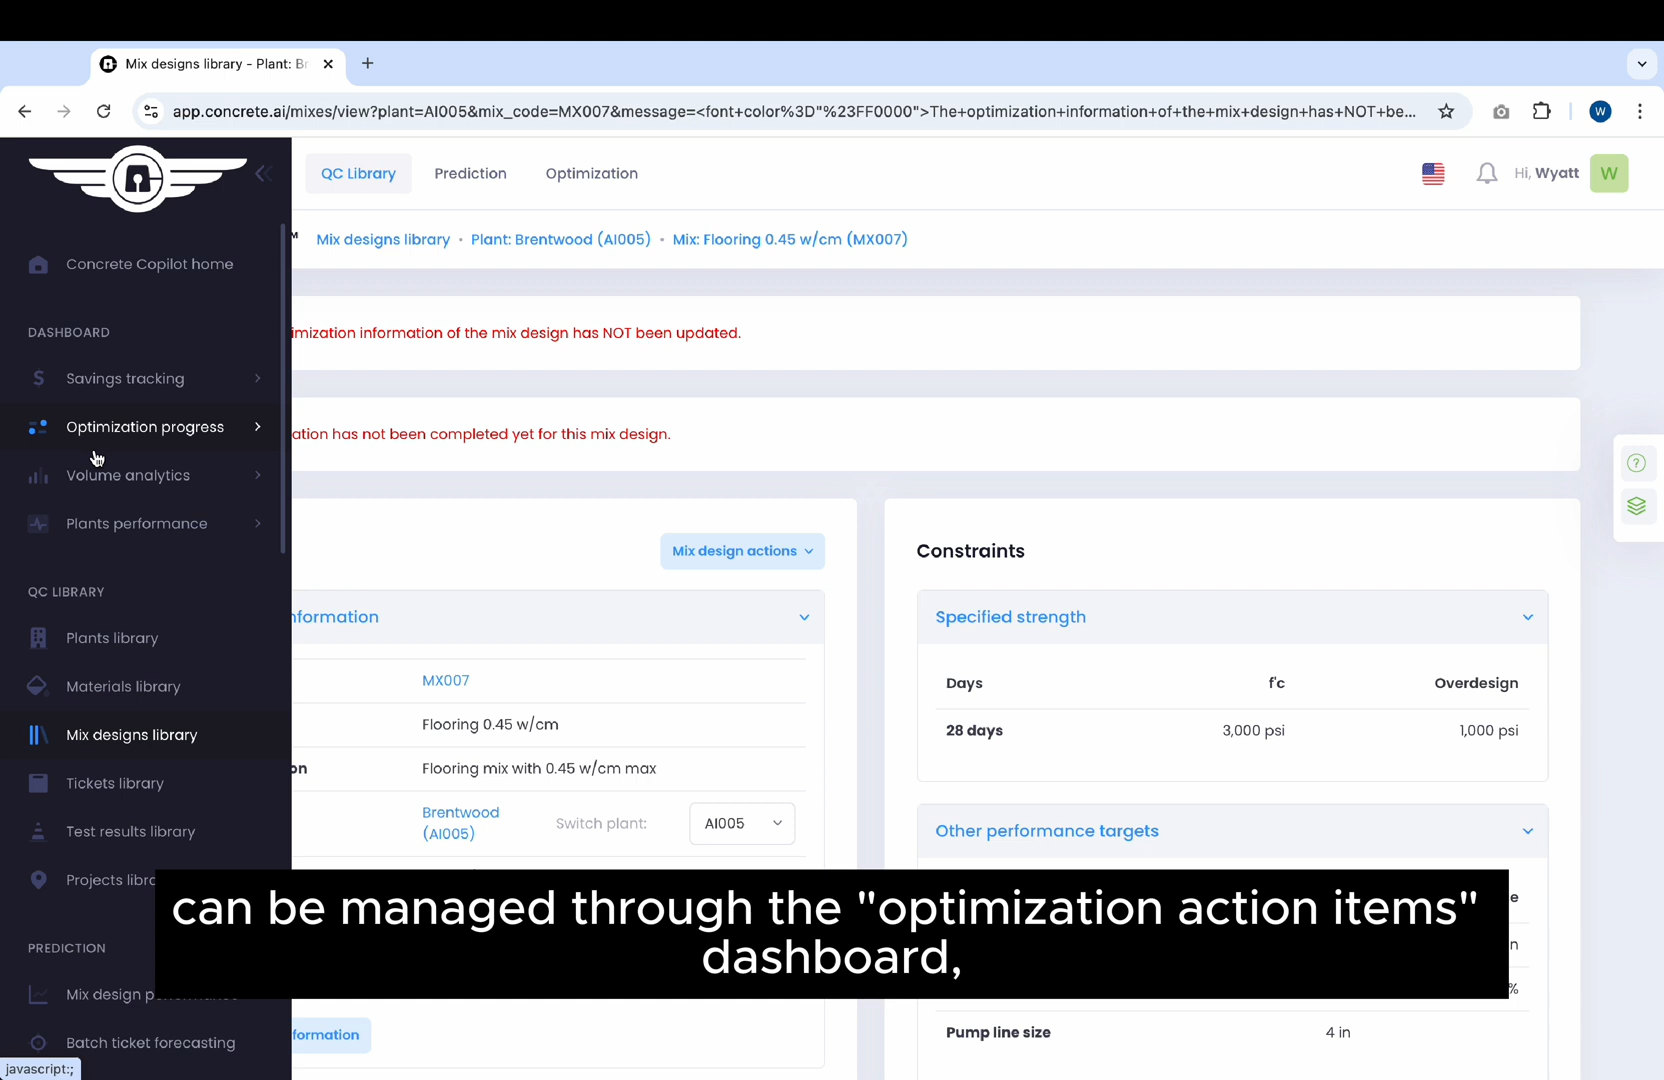 Mix designs library - Plant: Br
app.concrete.ai/mixes/view?plant=AI005&mix_code=MX007&message=<font+color%3D"%23FF0000">The+optimization+information+of+the+mix+design+has+NOT+be...
W
QC Library
Prediction
Optimization
Hi, Wyatt
W
Concrete Copilot home
™
Mix designs library • Plant: Brentwood (AI005) • Mix: Flooring 0.45 w/cm (MX007)
DASHBOARD
Savings tracking
Optimization progress
Volume analytics
Plants performance
QC LIBRARY
Plants library
Materials library
Mix designs library
Tickets library
Test results library
Projects libra
PREDICTION
Mix design p
Batch ticket forecasting
javascript:;
imization information of the mix design has NOT been updated.
ation has not been completed yet for this mix design.
Mix design actions
nformation
MX007
Flooring 0.45 w/cm
on
Flooring mix with 0.45 w/cm max
Brentwood
(AI005)
Switch plant:
AI005
formation
Constraints
Specified strength
Days f'c Overdesign
28 days 3,000 psi 1,000 psi
Other performance targets
e
n
%
Pump line size 4 in
can be managed through the "optimization action items"
dashboard,